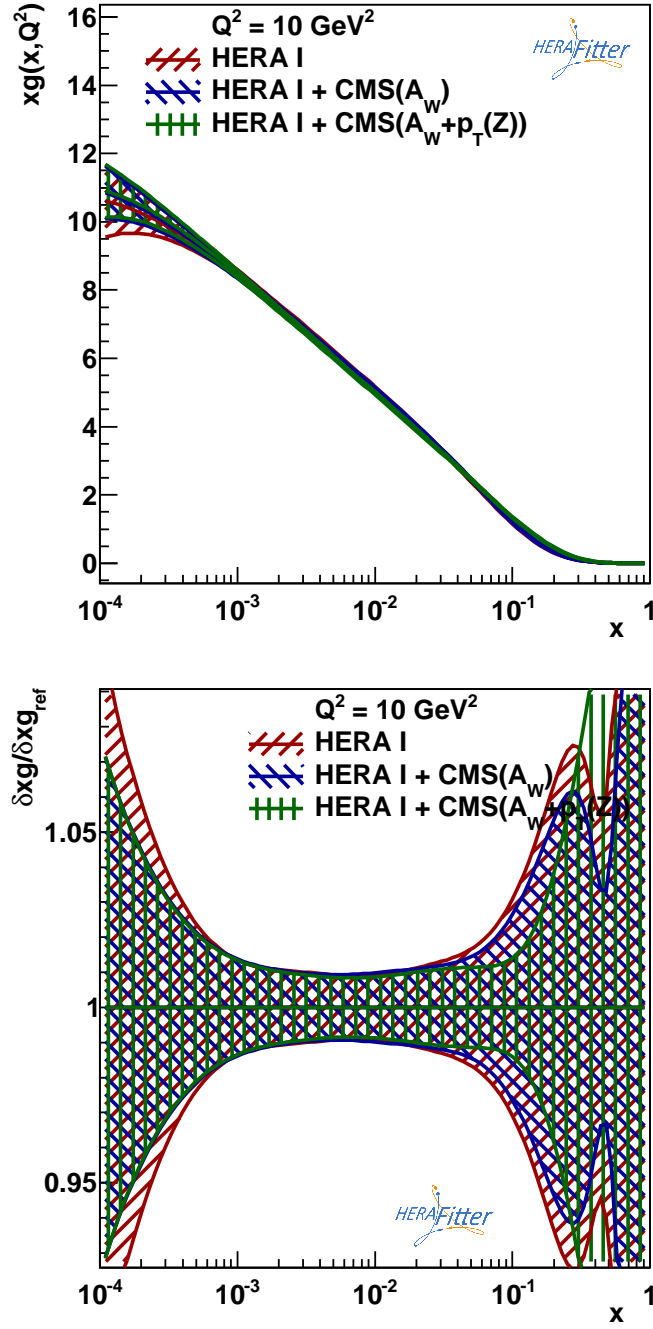 xg(x,Q²)
Q² = 10 GeV²
HERAFitter
HERA I
HERA I + CMS(A_W)
HERA I + CMS(A_W+p_T(Z))
16
14
12
10
8
6
4
2
0
10⁻⁴ 10⁻³ 10⁻² 10⁻¹ 1
x
δxg/δxg_ref
Q² = 10 GeV²
HERA I
HERA I + CMS(A_W)
HERA I + CMS(A_W+p_T(Z))
1.05
1
0.95
HERAFitter
10⁻⁴ 10⁻³ 10⁻² 10⁻¹ 1
x